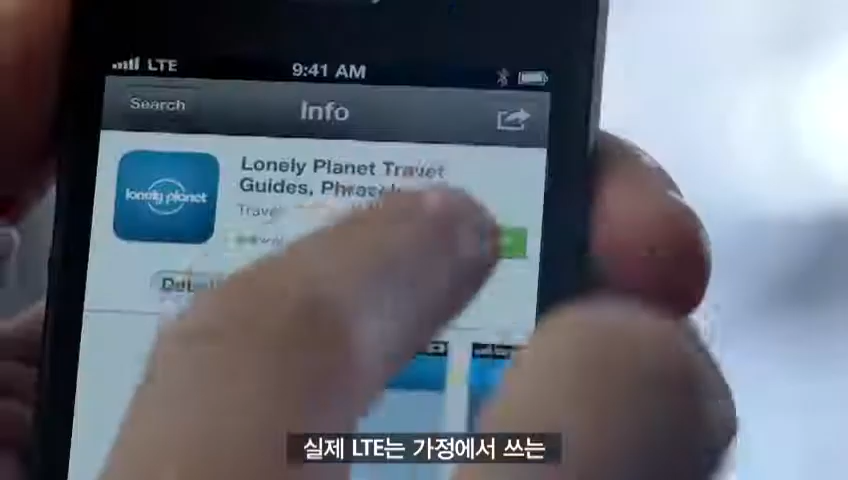 LTE 9:41 AM
Search Info
Lonely Planet Travel
lonely planet
Guides,
실제 LTE는 가정에서 쓰는